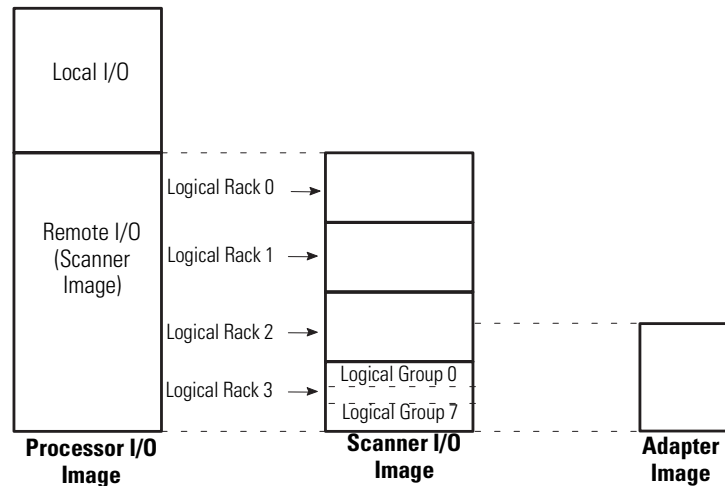 Local I/O
Remote I/O
(Scanner
Image)
Logical Rack 0
Logical Rack 1
Logical Rack 2
Logical Rack 3
Logical Group 0
Logical Group 7
Processor I/O
Image
Scanner I/O
Image
Adapter
Image